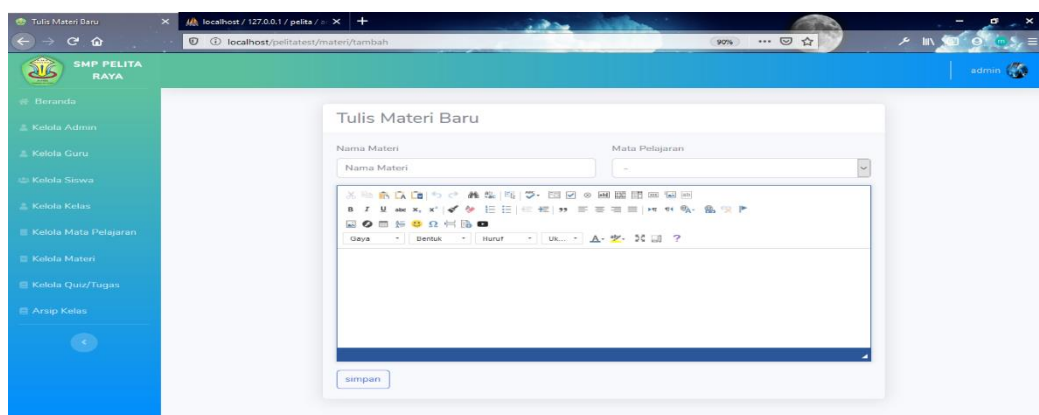 Tulis Materi Baru
localhost / 127.0.0.1 / pelita /
localhost/pelitatest/materi/tambah
90%
SMP PELITA
RAYA
admin
Beranda
Kelola Admin
Kelola Guru
Kelola Siswa
Kelola Kelas
Kelola Mata Pelajaran
Kelola Materi
Kelola Quiz/Tugas
Arsip Kelas
Tulis Materi Baru
Nama Materi
Mata Pelajaran
Nama Materi
-
Gaya
Bentuk
Huruf
Uk...
simpan